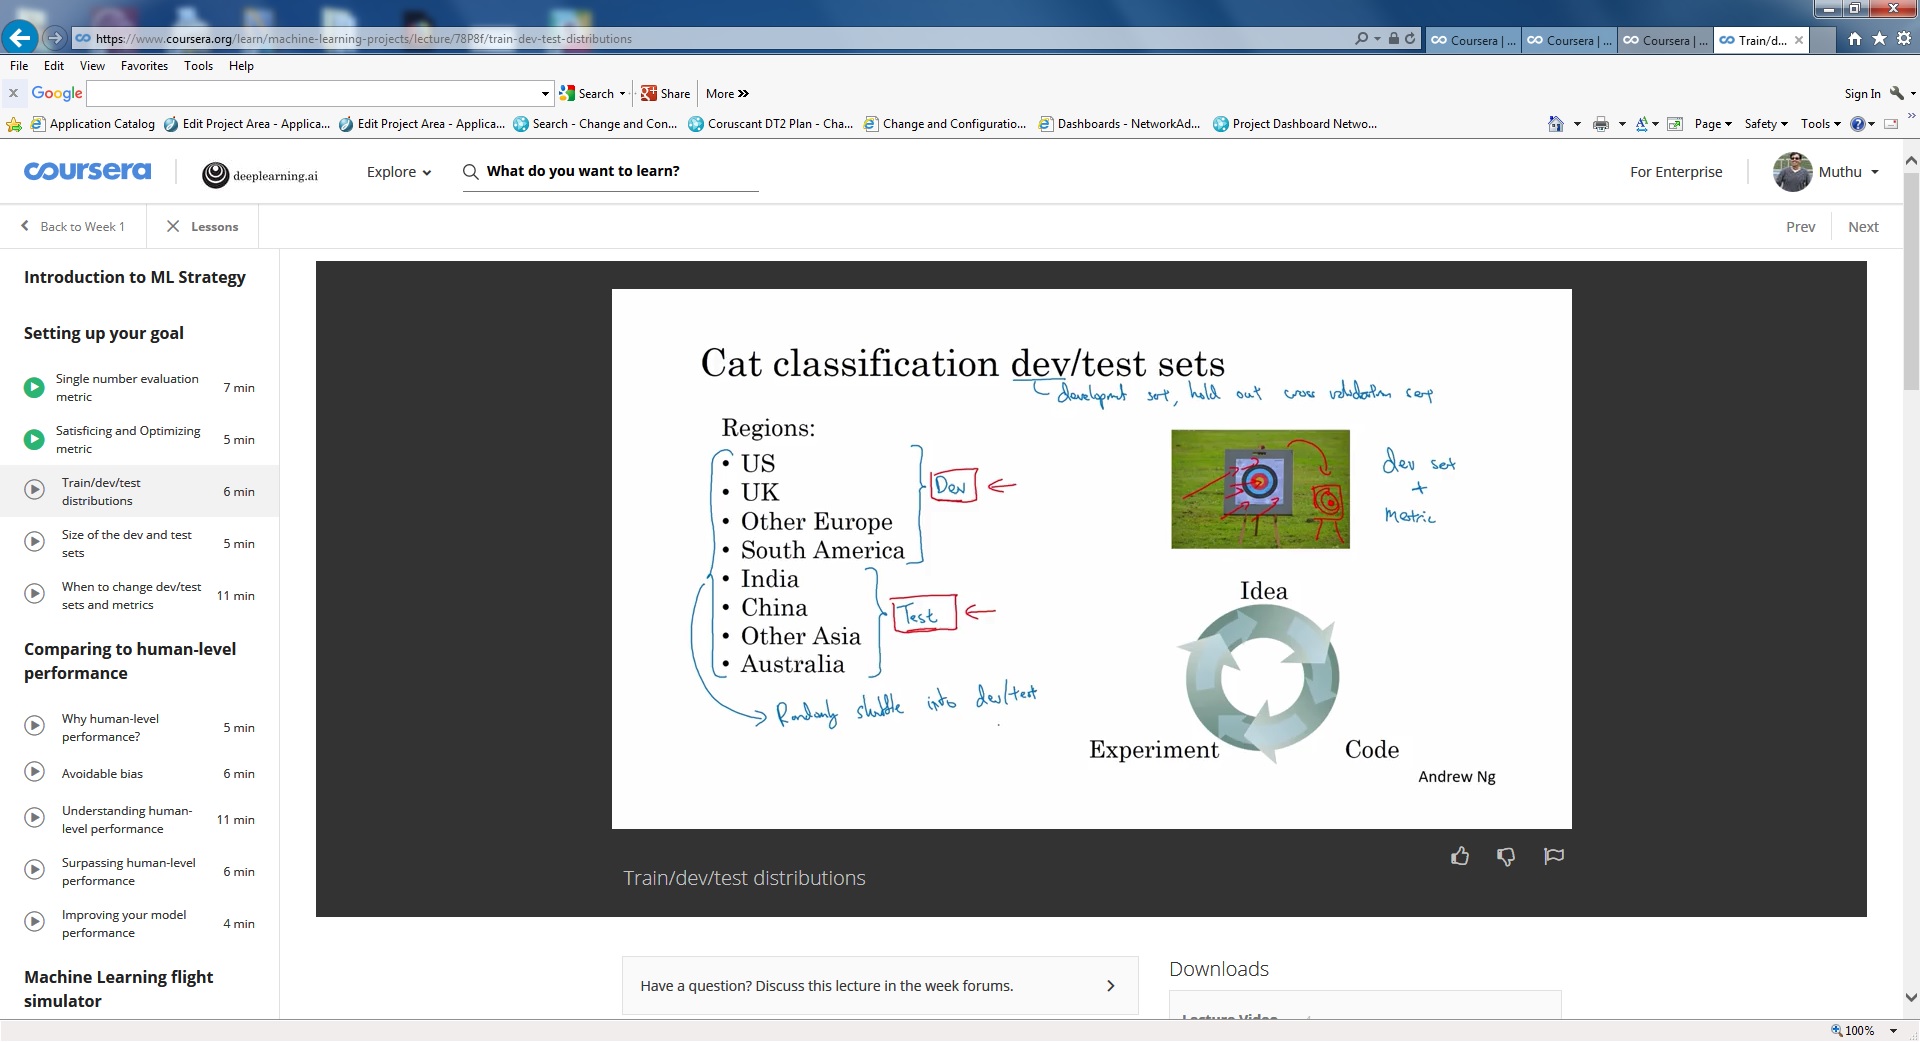 https://www.coursera.org/learn/machine-learning-projects/lecture/78P8f/train-dev-test-distributions
Coursera | ...
Coursera | ...
Coursera | ...
Train/d...
File Edit View Favorites Tools Help
x Google Search Share More »
Sign In
Application Catalog Edit Project Area - Applica... Edit Project Area - Applica... Search - Change and Con... Coruscant DT2 Plan - Cha... Change and Configuratio... Dashboards - NetworkAd... Project Dashboard Netwo...
Page Safety Tools
coursera
deeplearning.ai
Explore
What do you want to learn?
For Enterprise
Muthu
Back to Week 1
Lessons
Prev
Next
Introduction to ML Strategy
Setting up your goal
Single number evaluation
metric
7 min
Satisficing and Optimizing
metric
5 min
Train/dev/test
distributions
6 min
Size of the dev and test
sets
5 min
When to change dev/test
sets and metrics
11 min
Comparing to human-level
performance
Why human-level
performance?
5 min
Avoidable bias
6 min
Understanding human-
level performance
11 min
Surpassing human-level
performance
6 min
Improving your model
performance
4 min
Machine Learning flight
simulator
Cat classification dev/test sets
development set, hold out cross validation
Regions:
• US
• UK
• Other Europe
• South America
• India
• China
• Other Asia
• Australia
Dev
Test
Randomly shuffle into dev/test
dev set
+
Metric
Idea
Experiment
Code
Andrew Ng
Train/dev/test distributions
Have a question? Discuss this lecture in the week forums.
Downloads
Lecture Video
100%